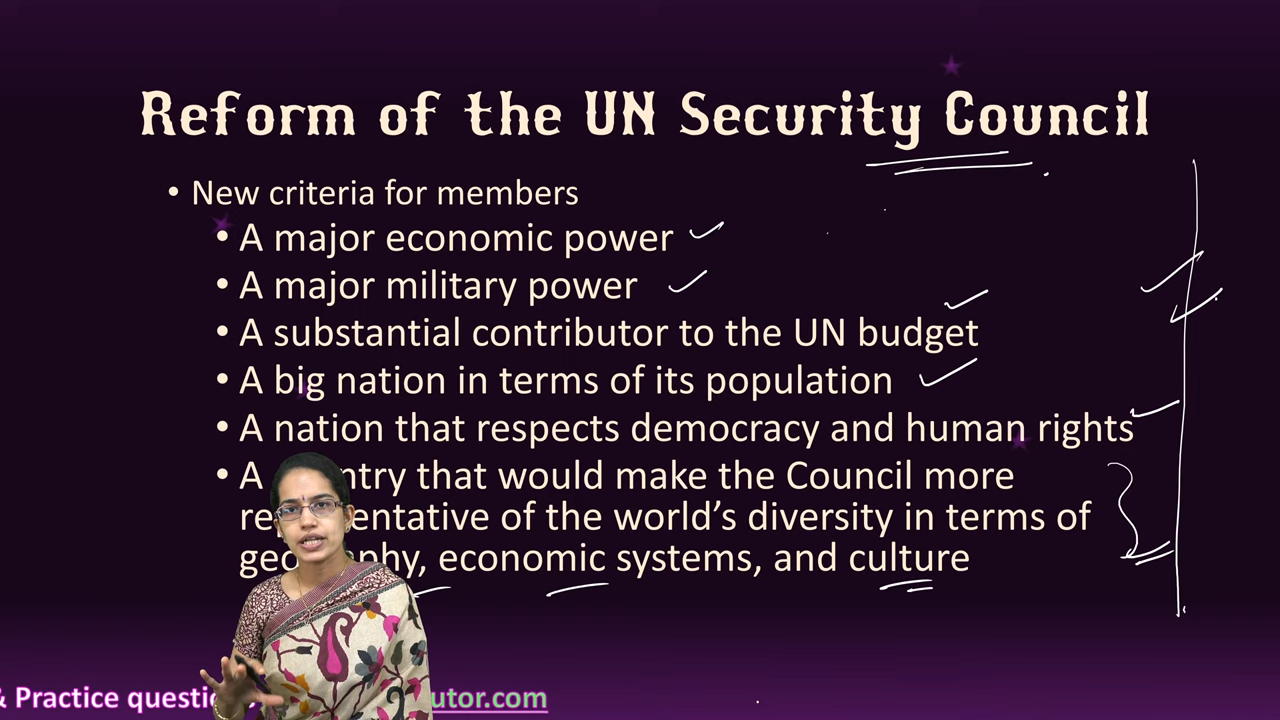 Reform of the UN Security Council
• New criteria for members
• A major economic power
• A major military power
• A substantial contributor to the UN budget
• A big nation in terms of its population
• A nation that respects democracy and human rights
• A ntry that would make the Council more
re entative of the world's diversity in terms of
geo phy, economic systems, and culture
& Practice questi utor.com